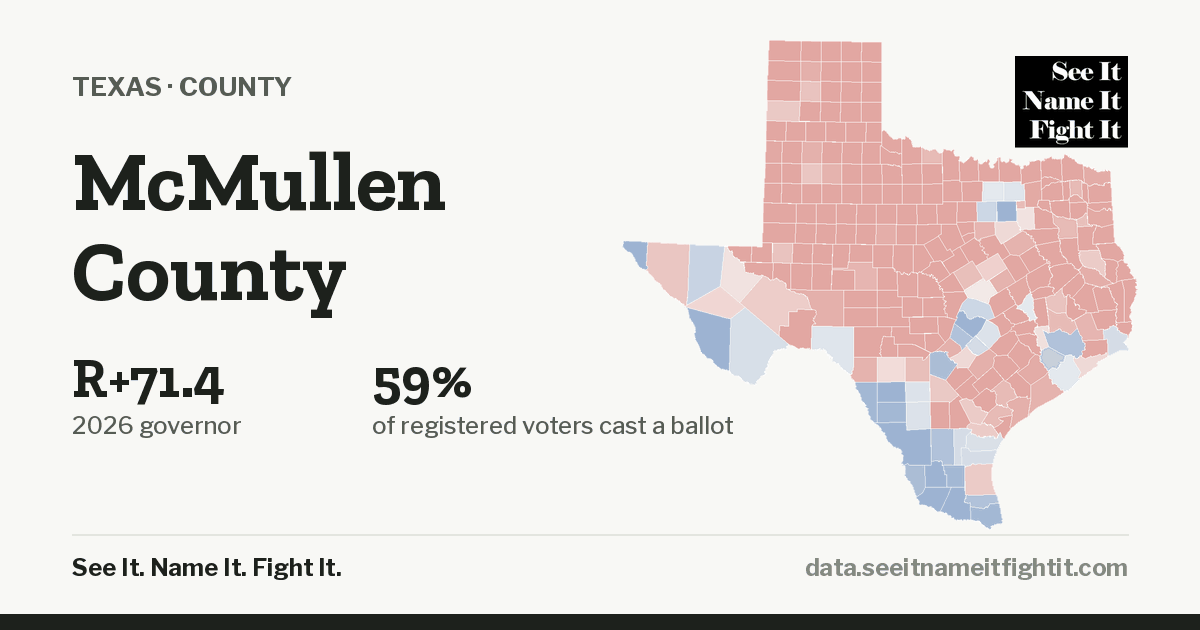 TEXAS · COUNTY
McMullen
County
R+71.4
2026 governor
59%
of registered voters cast a ballot
See It
Name It
Fight It
See It. Name It. Fight It.
data.seeitnameitfightit.com